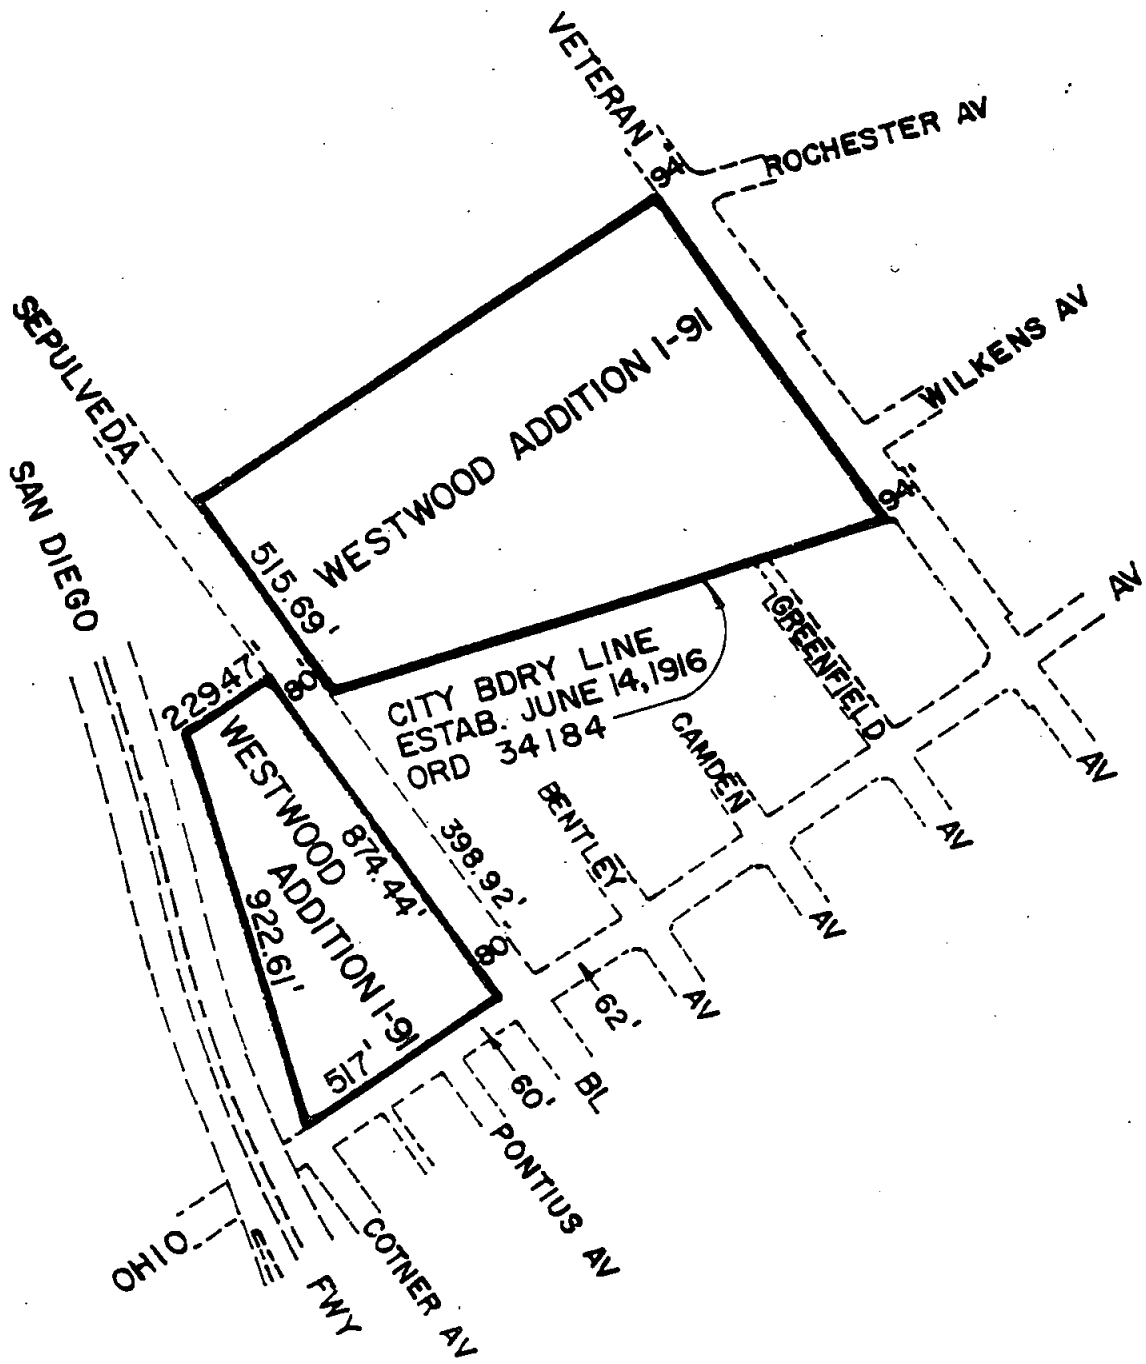 VETERAN
94
ROCHESTER AV
WILKENS AV
SEPULVEDA
SAN DIEGO
WESTWOOD ADDITION 1-91
94
515.69'
AV
GREENFIELD
CITY BDRY LINE
ESTAB. JUNE 14, 1916
ORD 34184
80
229.47'
WESTWOOD
ADDITION 1-91
874.44'
922.61'
517'
398.92'
80
CAMDEN
BENTLEY
AV
AV
AV
AV
62'
60'
BL
PONTIUS AV
COTNER AV
OHIO
FWY